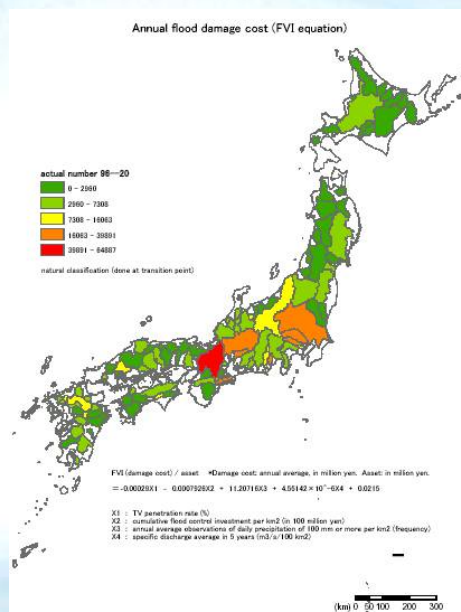 Annual flood damage cost (FVI equation)
actual number 96—20
0 - 2960
2960 - 7308
7308 - 16063
16063 - 39891
39891 - 64887
natural classification (done at transition point)
FVI (damage cost) / asset *Damage cost: annual average, in million yen. Asset: in million yen.
=-0.00029X1 - 0.0007926X2 + 11.20716X3 + 4.55142 × 10^-6X4 + 0.0215
X1 : TV penetration rate (%)
X2 : cumulative flood control investment per km2 (in 100 million yen)
X3 : annual average observations of daily precipitation of 100 mm or more per km2 (frequency)
X4 : specific discharge average in 5 years (m3/s/100 km2)
(km) 0 50 100 200 300